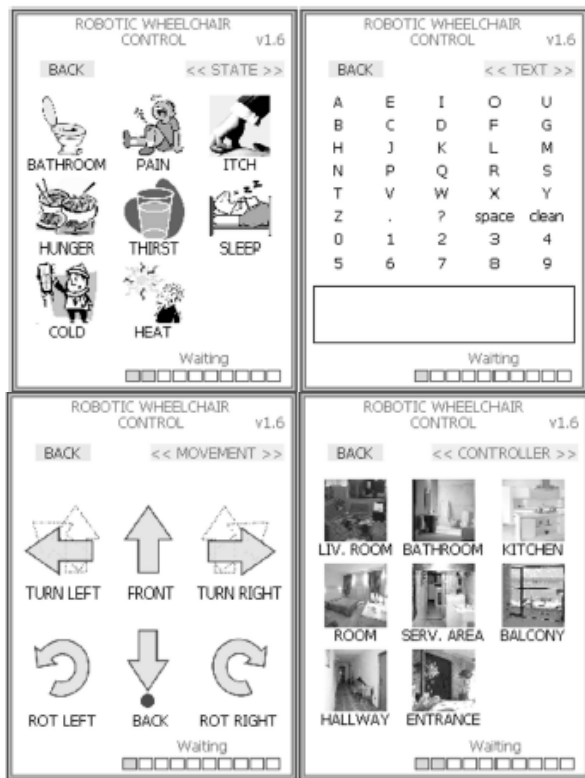 ROBOTIC WHEELCHAIR
CONTROL v1.6
BACK << STATE >>
BATHROOM PAIN ITCH
HUNGER THIRST SLEEP
COLD HEAT
Waiting
ROBOTIC WHEELCHAIR
CONTROL v1.6
BACK << TEXT >>
A E I O U
B C D F G
H J K L M
N P Q R S
T V W X Y
Z . ? space clean
0 1 2 3 4
5 6 7 8 9
Waiting
ROBOTIC WHEELCHAIR
CONTROL v1.6
BACK << MOVEMENT >>
TURN LEFT FRONT TURN RIGHT
ROT LEFT BACK ROT RIGHT
Waiting
ROBOTIC WHEELCHAIR
CONTROL v1.6
BACK << CONTROLLER >>
LIV. ROOM BATHROOM KITCHEN
ROOM SERV. AREA BALCONY
HALLWAY ENTRANCE
Waiting